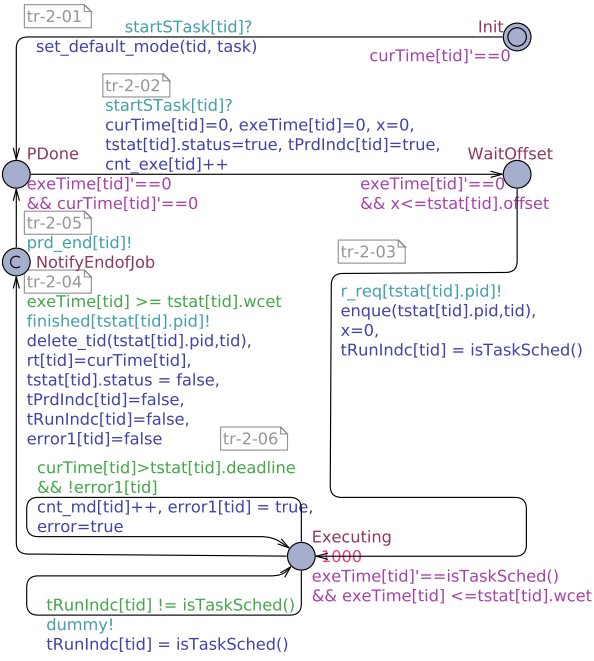 tr-2-01
startSTask[tid]?
set_default_mode(tid, task)
Init
curTime[tid]'==0
tr-2-02
startSTask[tid]?
curTime[tid]=0, exeTime[tid]=0, x=0,
tstat[tid].status=true, tPrdIndc[tid]=true,
cnt_exe[tid]++
PDone
exeTime[tid]'==0
&& curTime[tid]'==0
WaitOffset
exeTime[tid]'==0
&& x<=tstat[tid].offset
tr-2-05
prd_end[tid]!
C
NotifyEndofJob
tr-2-03
r_req[tstat[tid].pid]!
enque(tstat[tid].pid,tid),
x=0,
tRunIndc[tid] = isTaskSched()
tr-2-04
exeTime[tid] >= tstat[tid].wcet
finished[tstat[tid].pid]!
delete_tid(tstat[tid].pid,tid),
rt[tid]=curTime[tid],
tstat[tid].status = false,
tPrdIndc[tid]=false,
tRunIndc[tid]=false,
error1[tid]=false
tr-2-06
curTime[tid]>tstat[tid].deadline
&& !error1[tid]
cnt_md[tid]++, error1[tid] = true,
error=true
Executing
1000
exeTime[tid]'==isTaskSched()
&& exeTime[tid] <=tstat[tid].wcet
tRunIndc[tid] != isTaskSched()
dummy!
tRunIndc[tid] = isTaskSched()